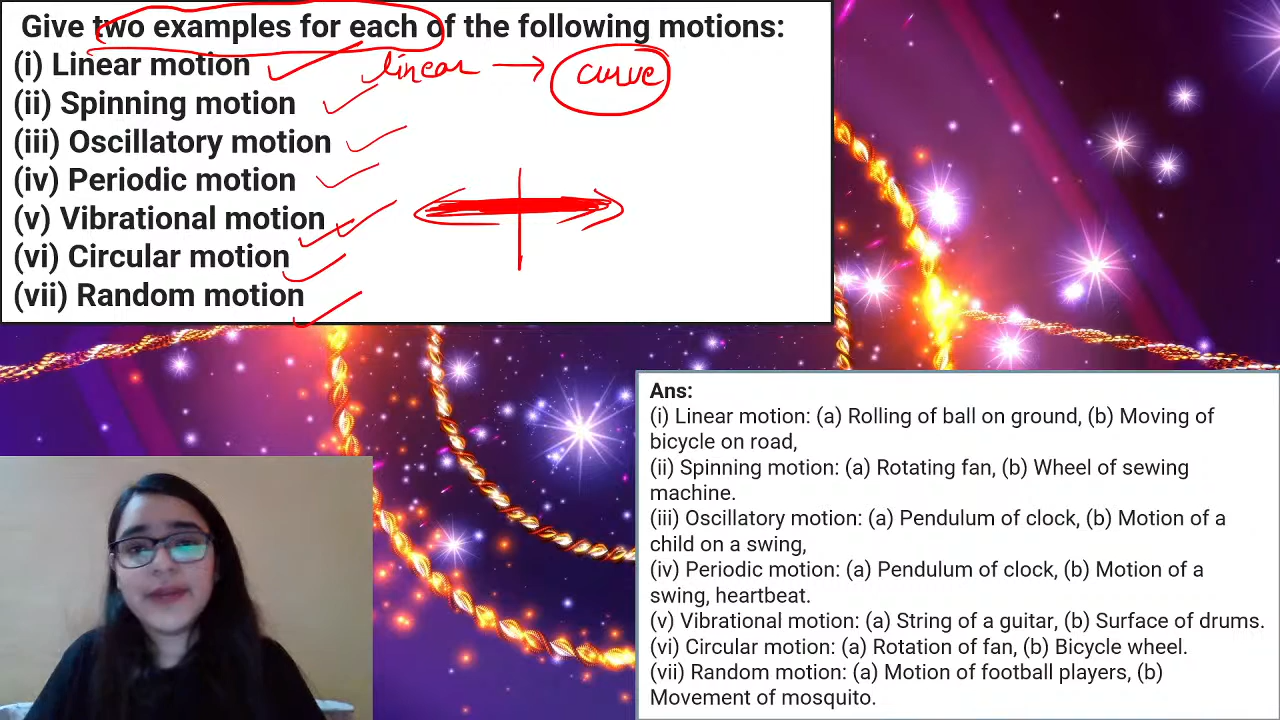 Give two examples for each of the following motions:
(i) Linear motion
linear → curve
(ii) Spinning motion
(iii) Oscillatory motion
(iv) Periodic motion
(v) Vibrational motion
(vi) Circular motion
(vii) Random motion
Ans:
(i) Linear motion: (a) Rolling of ball on ground, (b) Moving of
bicycle on road,
(ii) Spinning motion: (a) Rotating fan, (b) Wheel of sewing
machine.
(iii) Oscillatory motion: (a) Pendulum of clock, (b) Motion of a
child on a swing,
(iv) Periodic motion: (a) Pendulum of clock, (b) Motion of a
swing, heartbeat.
(v) Vibrational motion: (a) String of a guitar, (b) Surface of drums.
(vi) Circular motion: (a) Rotation of fan, (b) Bicycle wheel.
(vii) Random motion: (a) Motion of football players, (b)
Movement of mosquito.